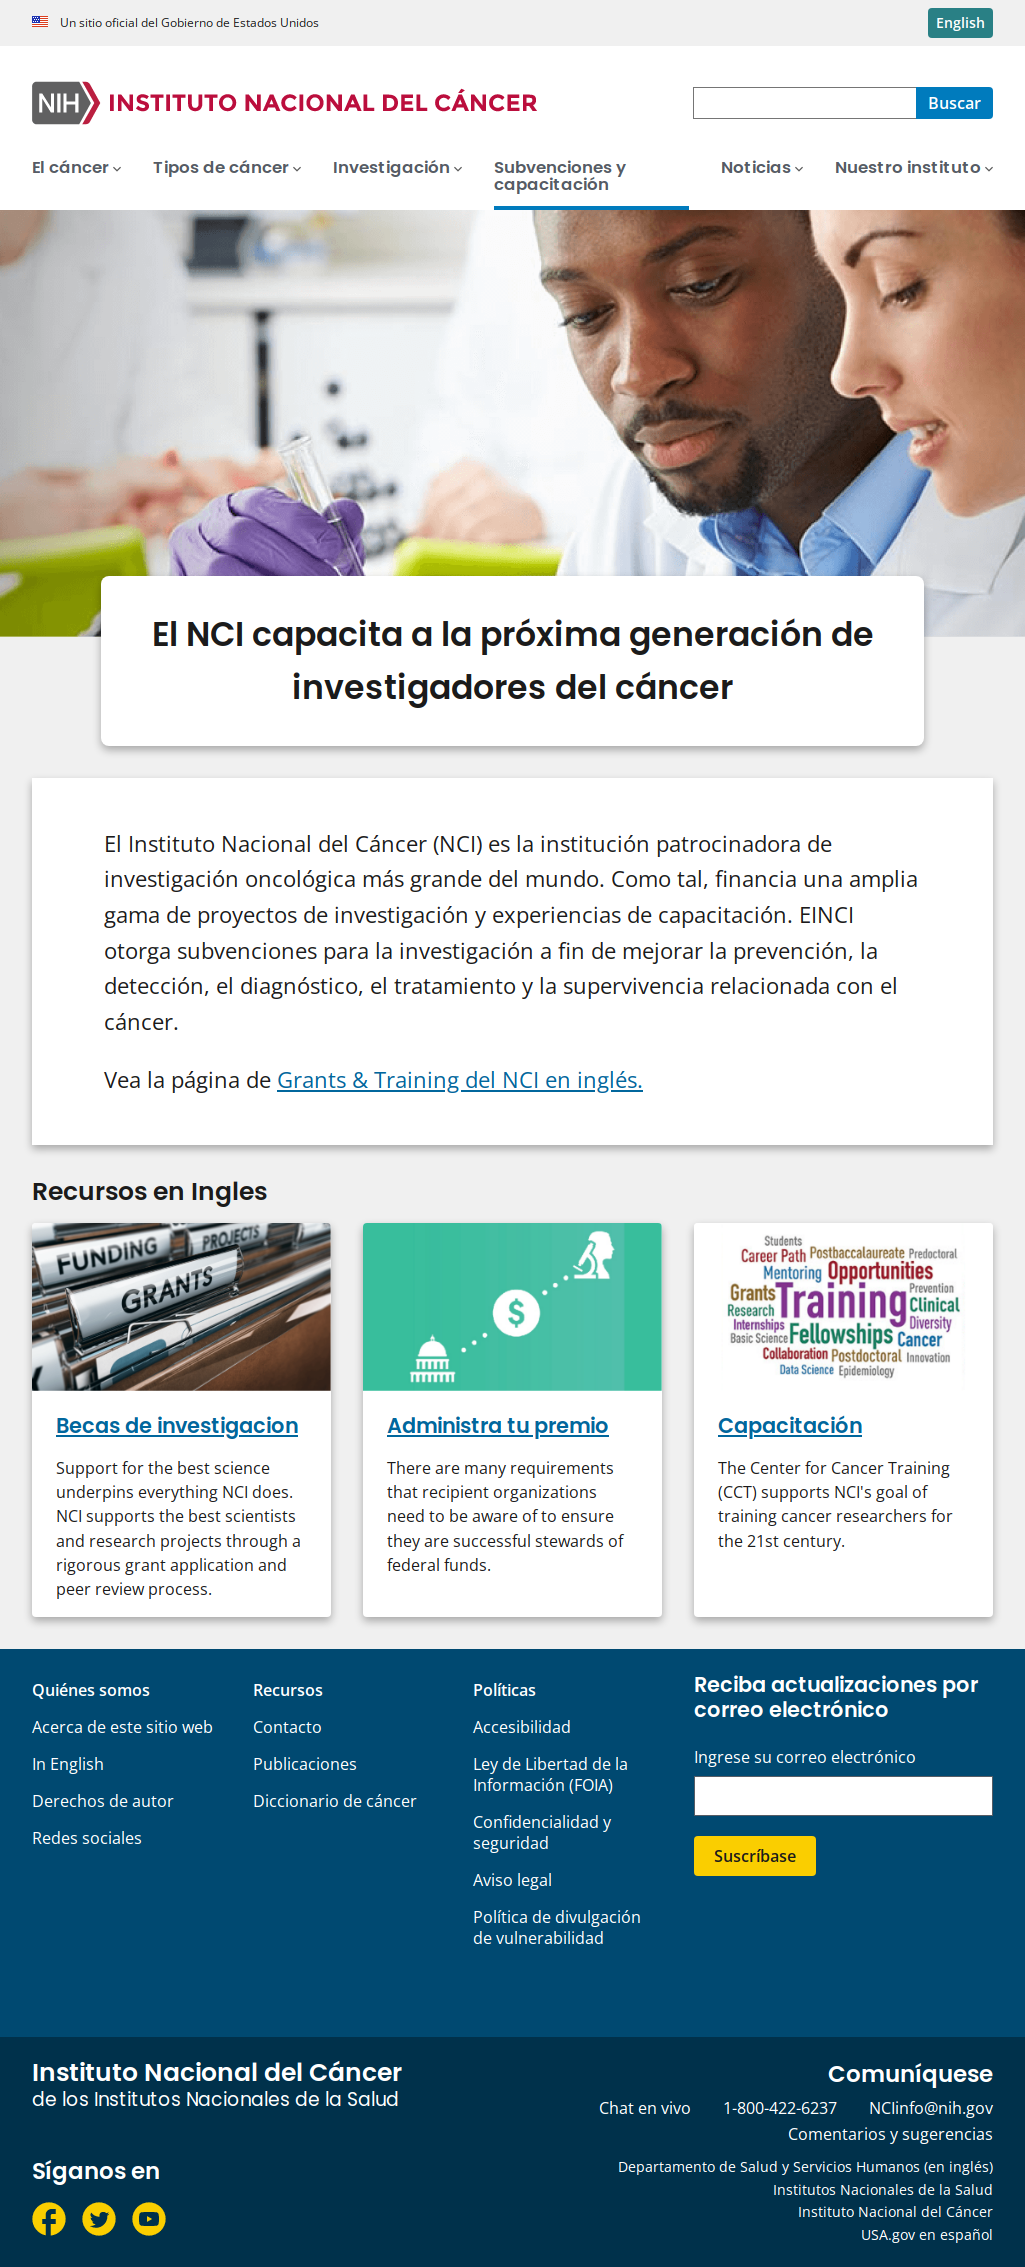 Un sitio oficial del Gobierno de Estados Unidos
English
NIH INSTITUTO NACIONAL DEL CÁNCER
Buscar
El cáncer
Tipos de cáncer
Investigación
Subvenciones y
capacitación
Noticias
Nuestro instituto
El NCI capacita a la próxima generación de
investigadores del cáncer
El Instituto Nacional del Cáncer (NCI) es la institución patrocinadora de
investigación oncológica más grande del mundo. Como tal, financia una amplia
gama de proyectos de investigación y experiencias de capacitación. EINCI
otorga subvenciones para la investigación a fin de mejorar la prevención, la
detección, el diagnóstico, el tratamiento y la supervivencia relacionada con el
cáncer.
Vea la página de Grants & Training del NCI en inglés.
Recursos en Ingles
FUNDING
PROJECTS
GRANTS
$
Students
Career Path Postbaccalaureate Predoctoral
Mentoring Opportunities
Grants Training Prevention
Research Clinical
Internships Diversity
Basic Science Fellowships Cancer
Collaboration Postdoctoral Innovation
Data Science Epidemiology
Becas de investigacion
Support for the best science
underpins everything NCI does.
NCI supports the best scientists
and research projects through a
rigorous grant application and
peer review process.
Administra tu premio
There are many requirements
that recipient organizations
need to be aware of to ensure
they are successful stewards of
federal funds.
Capacitación
The Center for Cancer Training
(CCT) supports NCI's goal of
training cancer researchers for
the 21st century.
Quiénes somos
Acerca de este sitio web
In English
Derechos de autor
Redes sociales
Recursos
Contacto
Publicaciones
Diccionario de cáncer
Políticas
Accesibilidad
Ley de Libertad de la
Información (FOIA)
Confidencialidad y
seguridad
Aviso legal
Política de divulgación
de vulnerabilidad
Reciba actualizaciones por
correo electrónico
Ingrese su correo electrónico
Suscríbase
Instituto Nacional del Cáncer
de los Institutos Nacionales de la Salud
Síganos en
Comuníquese
Chat en vivo 1-800-422-6237 NCIinfo@nih.gov
Comentarios y sugerencias
Departamento de Salud y Servicios Humanos (en inglés)
Institutos Nacionales de la Salud
Instituto Nacional del Cáncer
USA.gov en español